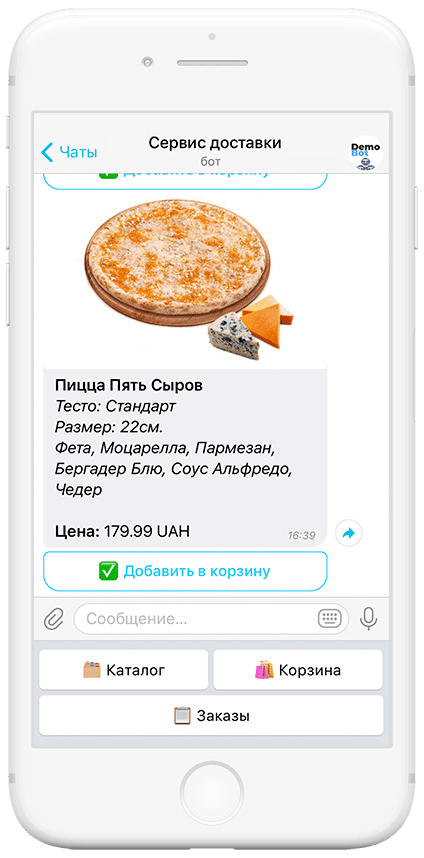 Чаты
Сервис доставки
бот
Demo
Bot
Добавить в корзину
Пицца Пять Сыров
Тесто: Стандарт
Размер: 22см.
Фета, Моцарелла, Пармезан,
Бергадер Блю, Соус Альфредо,
Чедер
Цена: 179.99 UAH
16:39
Добавить в корзину
Сообщение...
Каталог
Корзина
Заказы